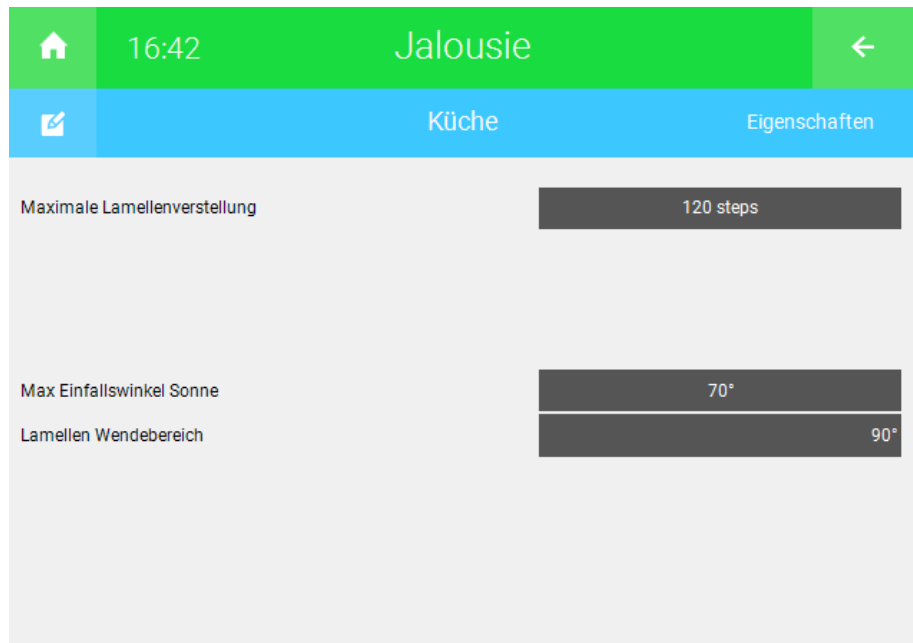 16:42 Jalousie
Küche Eigenschaften
Maximale Lamellenverstellung 120 steps
Max Einfallswinkel Sonne 70°
Lamellen Wendebereich 90°